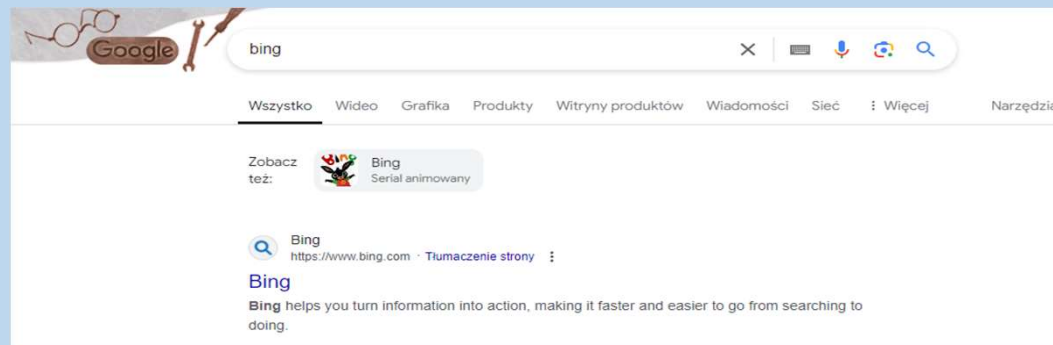 Google
bing
Wszystko Wideo Grafika Produkty Witryny produktów Wiadomości Sieć Więcej Narzędzia
Zobacz też:
Bing
Bing
Serial animowany
Bing
https://www.bing.com · Tłumaczenie strony
Bing
Bing helps you turn information into action, making it faster and easier to go from searching to
doing.